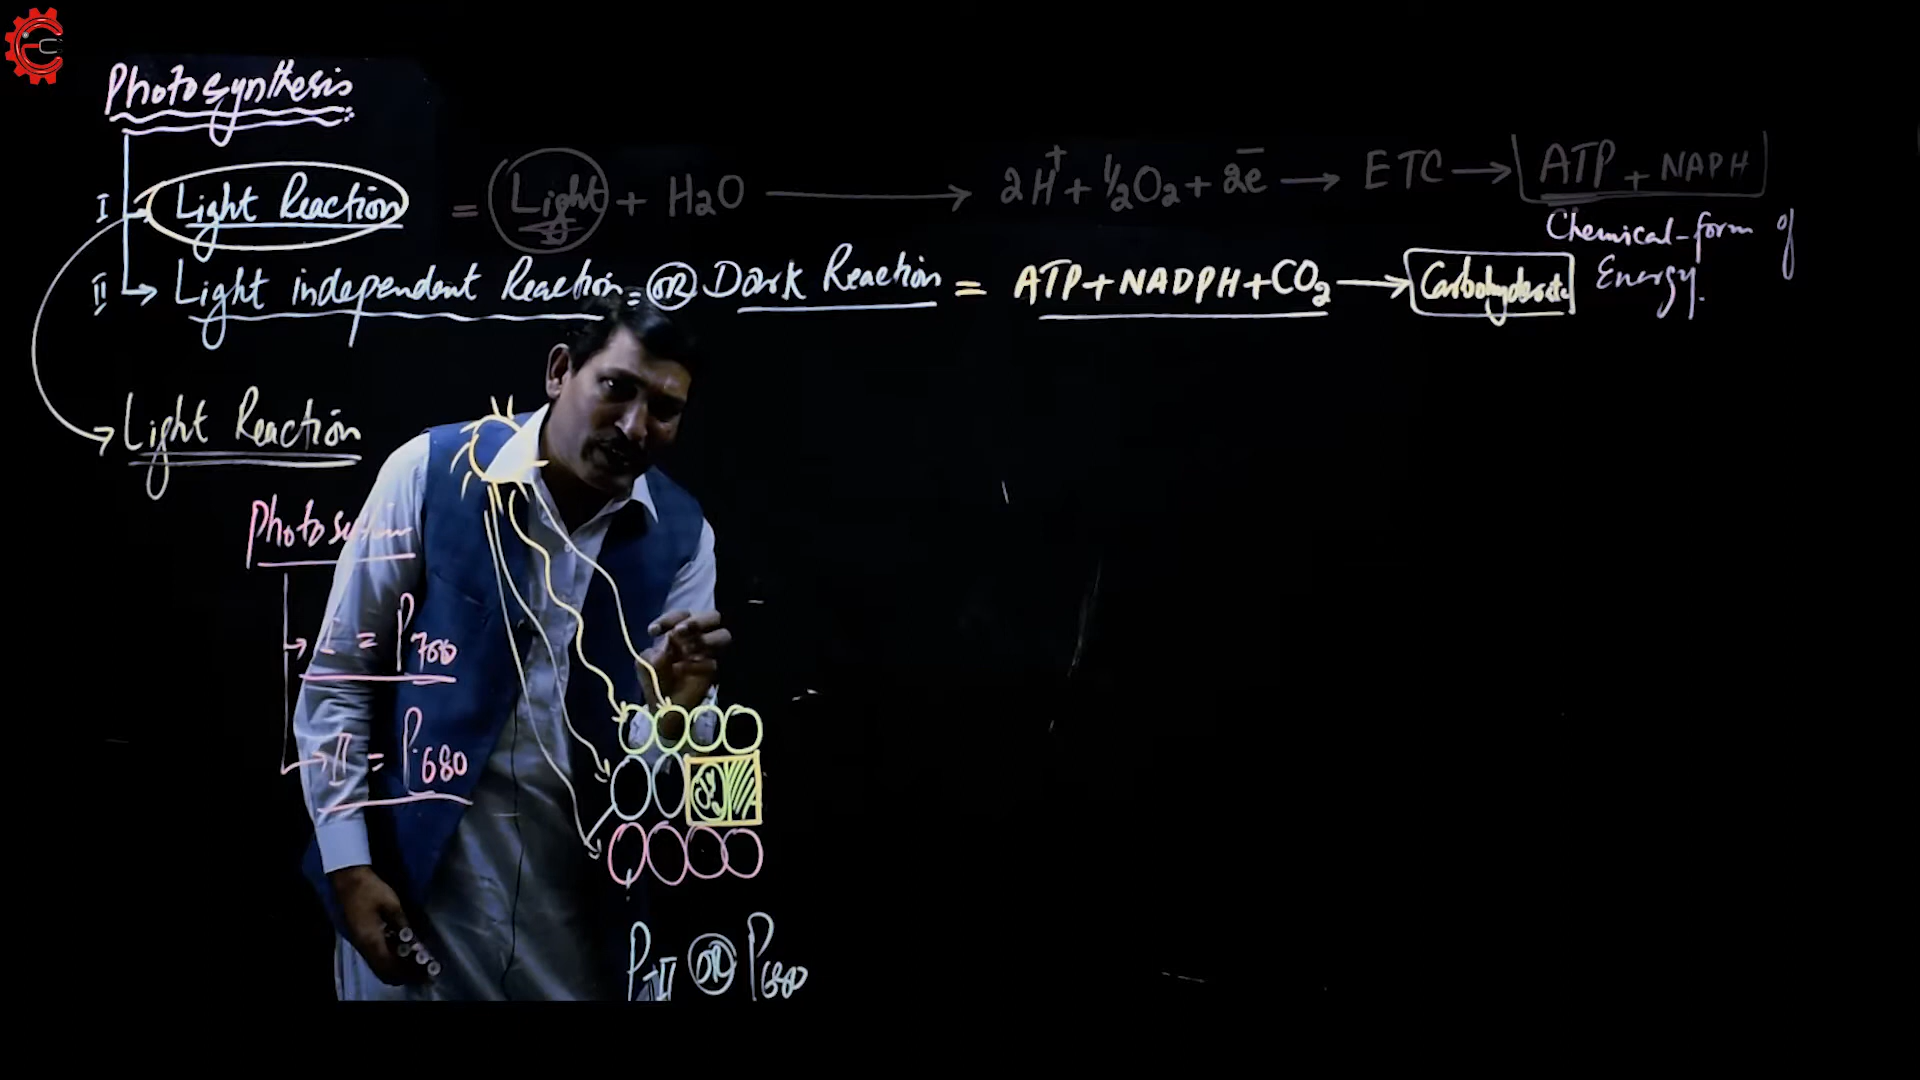 Photosynthesis
I Light Reaction = Light + H2O → 2H⁺ + ½O₂ + 2e⁻ → ETC → ATP + NAPH
Chemical-form of Energy.
II → Light independent Reaction = OR Dark Reaction = ATP+NADPH+CO₂ → Carbohydrate
→ Light Reaction
→ I = P700
→ II = P680
P-II OR P680